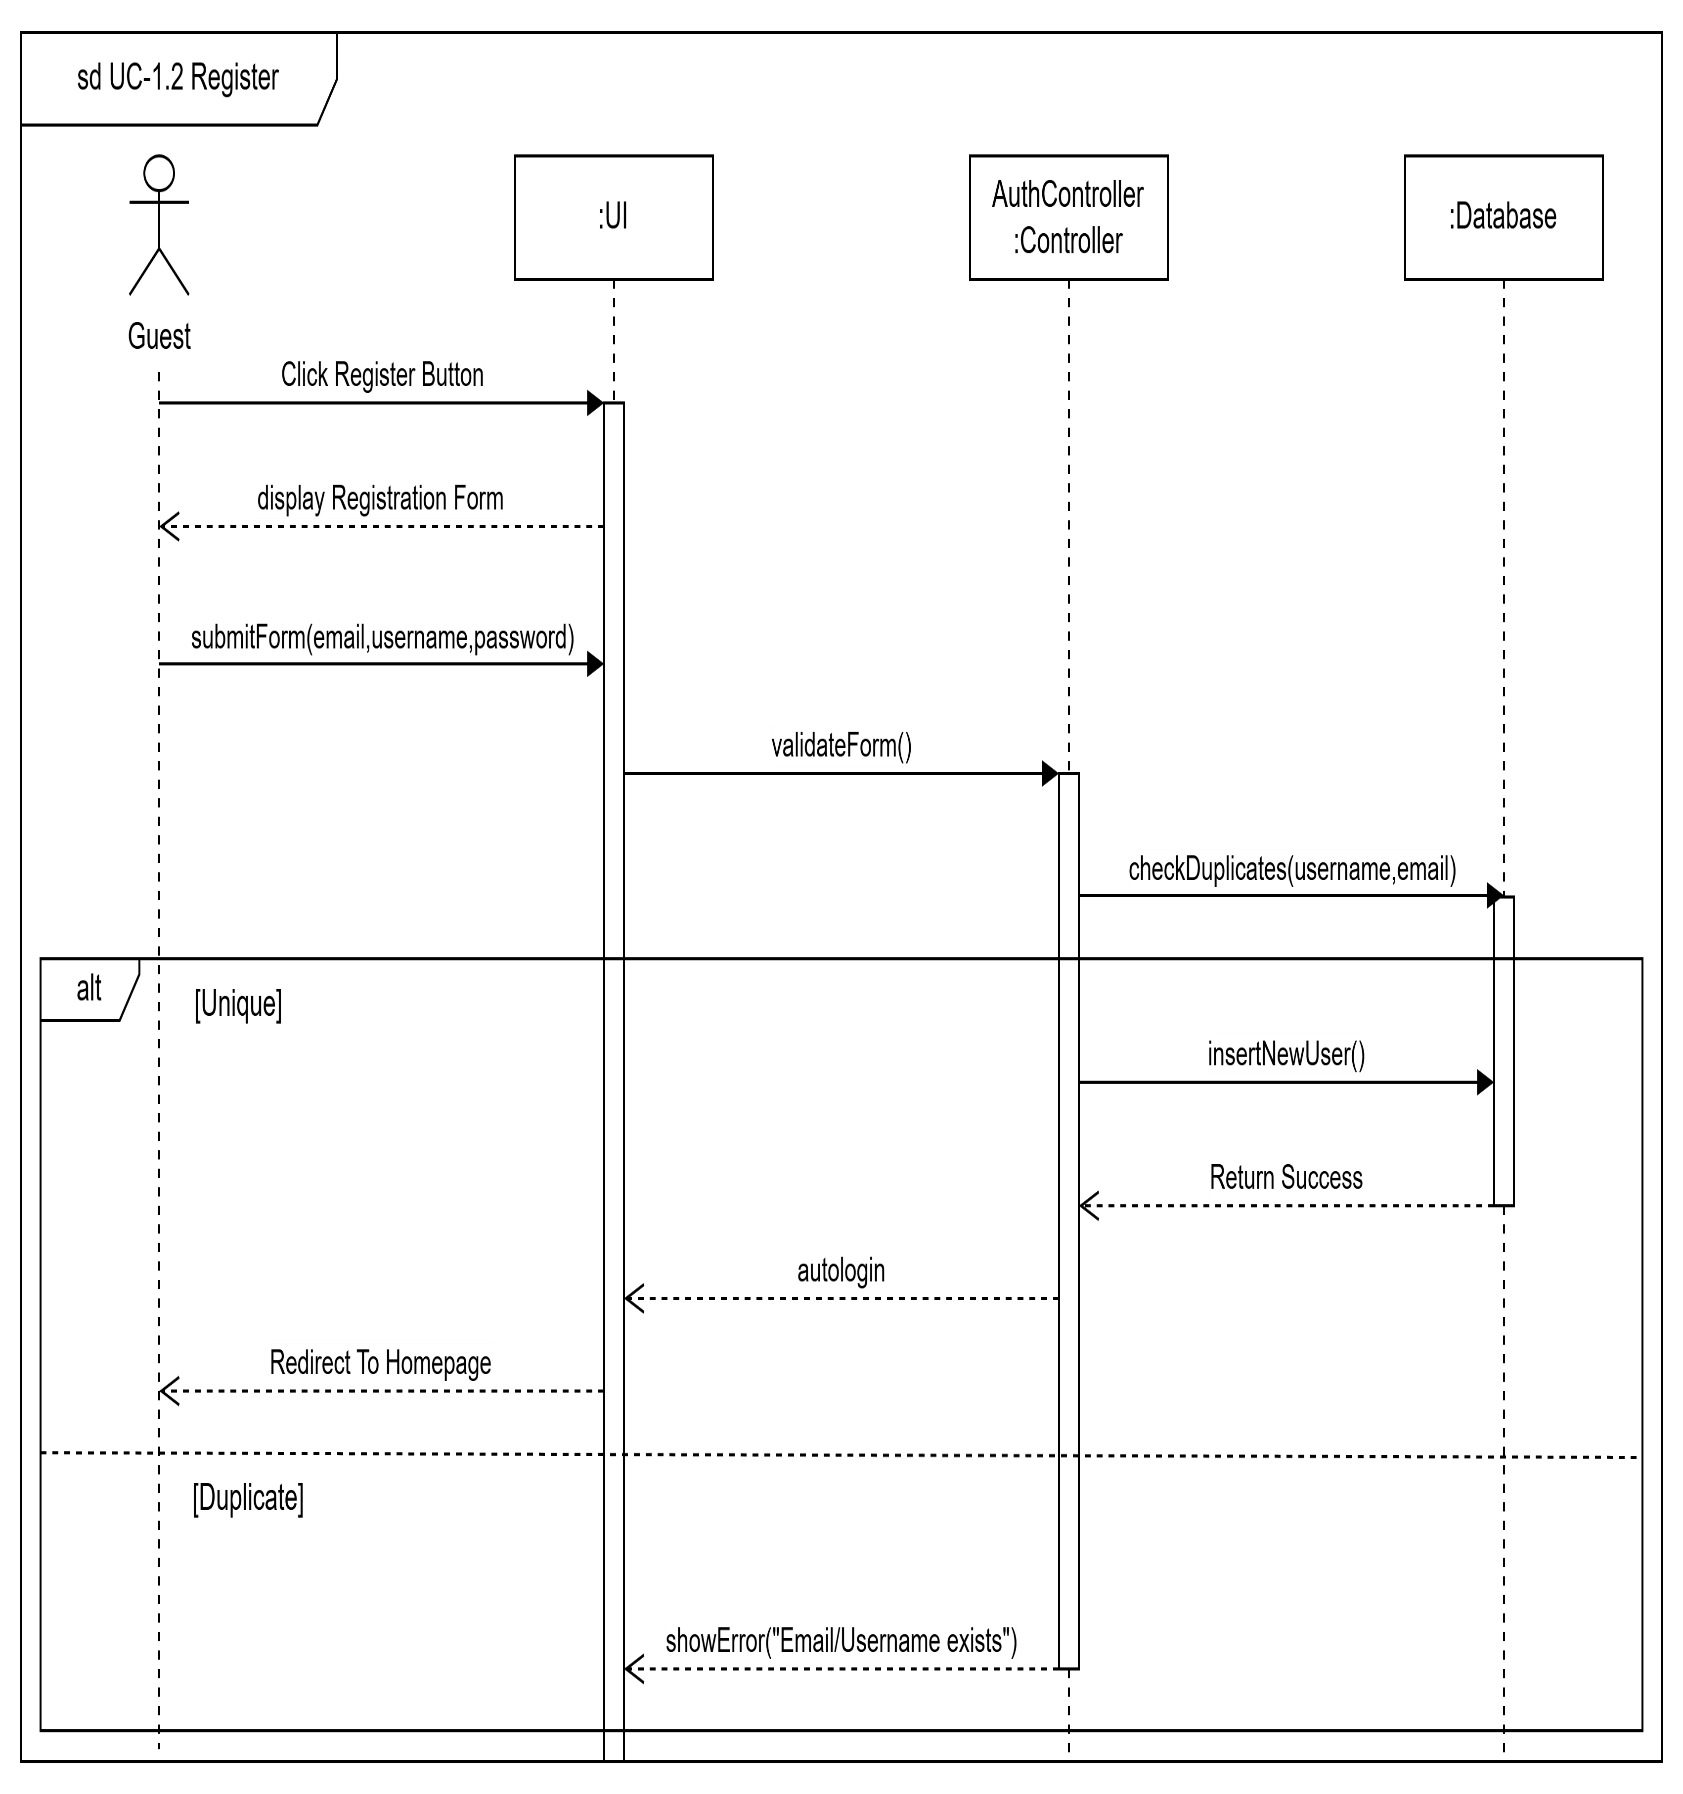 sd UC-1.2 Register
:UI
AuthController
:Controller
:Database
Guest
Click Register Button
display Registration Form
submitForm(email,username,password)
validateForm()
checkDuplicates(username,email)
alt
[Unique]
insertNewUser()
Return Success
autologin
Redirect To Homepage
[Duplicate]
showError("Email/Username exists")